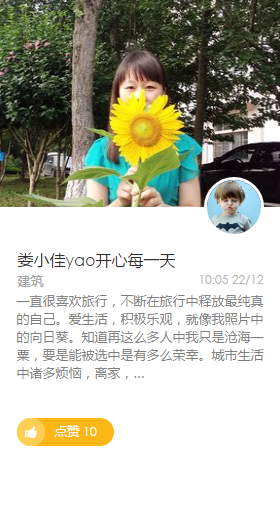 娄小佳yao开心每一天
建筑 10:05 22/12
一直很喜欢旅行，不断在旅行中释放最纯真
的自己。爱生活，积极乐观，就像我照片中
的向日葵。知道再这么多人中我只是沧海一
粟，要是能被选中是有多么荣幸。城市生活
中诸多烦恼，离家，...
点赞 10